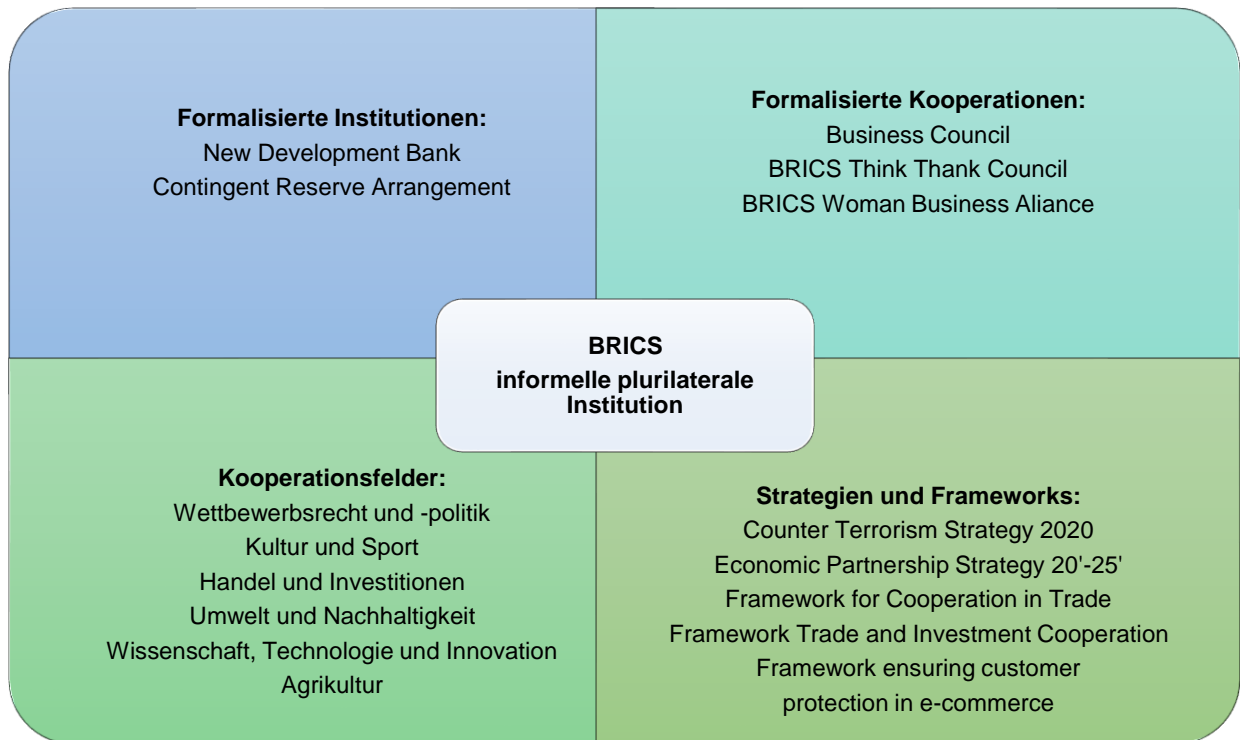 Formalisierte Institutionen:
New Development Bank
Contingent Reserve Arrangement
Formalisierte Kooperationen:
Business Council
BRICS Think Thank Council
BRICS Woman Business Aliance
BRICS
informelle plurilaterale
Institution
Kooperationsfelder:
Wettbewerbsrecht und -politik
Kultur und Sport
Handel und Investitionen
Umwelt und Nachhaltigkeit
Wissenschaft, Technologie und Innovation
Agrikultur
Strategien und Frameworks:
Counter Terrorism Strategy 2020
Economic Partnership Strategy 20'-25'
Framework for Cooperation in Trade
Framework Trade and Investment Cooperation
Framework ensuring customer
protection in e-commerce